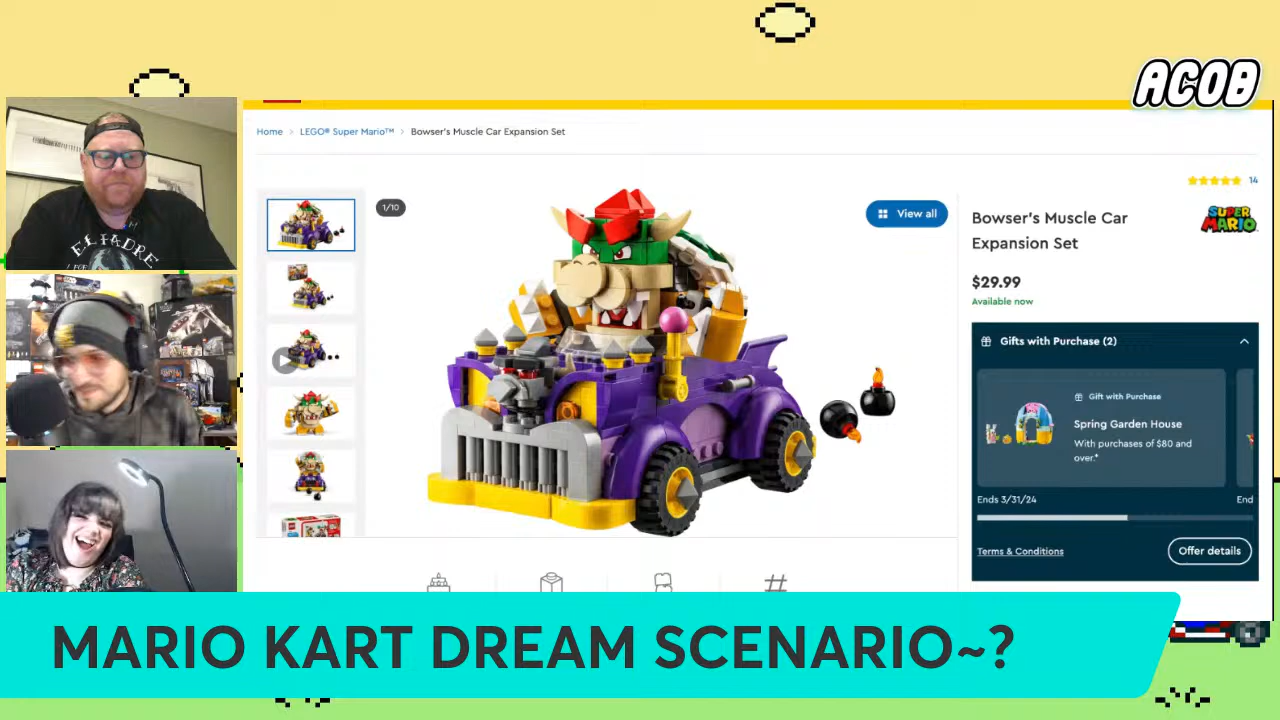 ACOB
Home > LEGO® Super Mario™ > Bowser's Muscle Car Expansion Set
14
1/10
View all
Bowser's Muscle Car
Expansion Set
SUPER
MARIO
$29.99
Available now
Gifts with Purchase (2)
Gift with Purchase
Spring Garden House
With purchases of $80 and
over.*
Ends 3/31/24
End
Terms & Conditions
Offer details
#
EL PADRE
MARIO KART DREAM SCENARIO~?